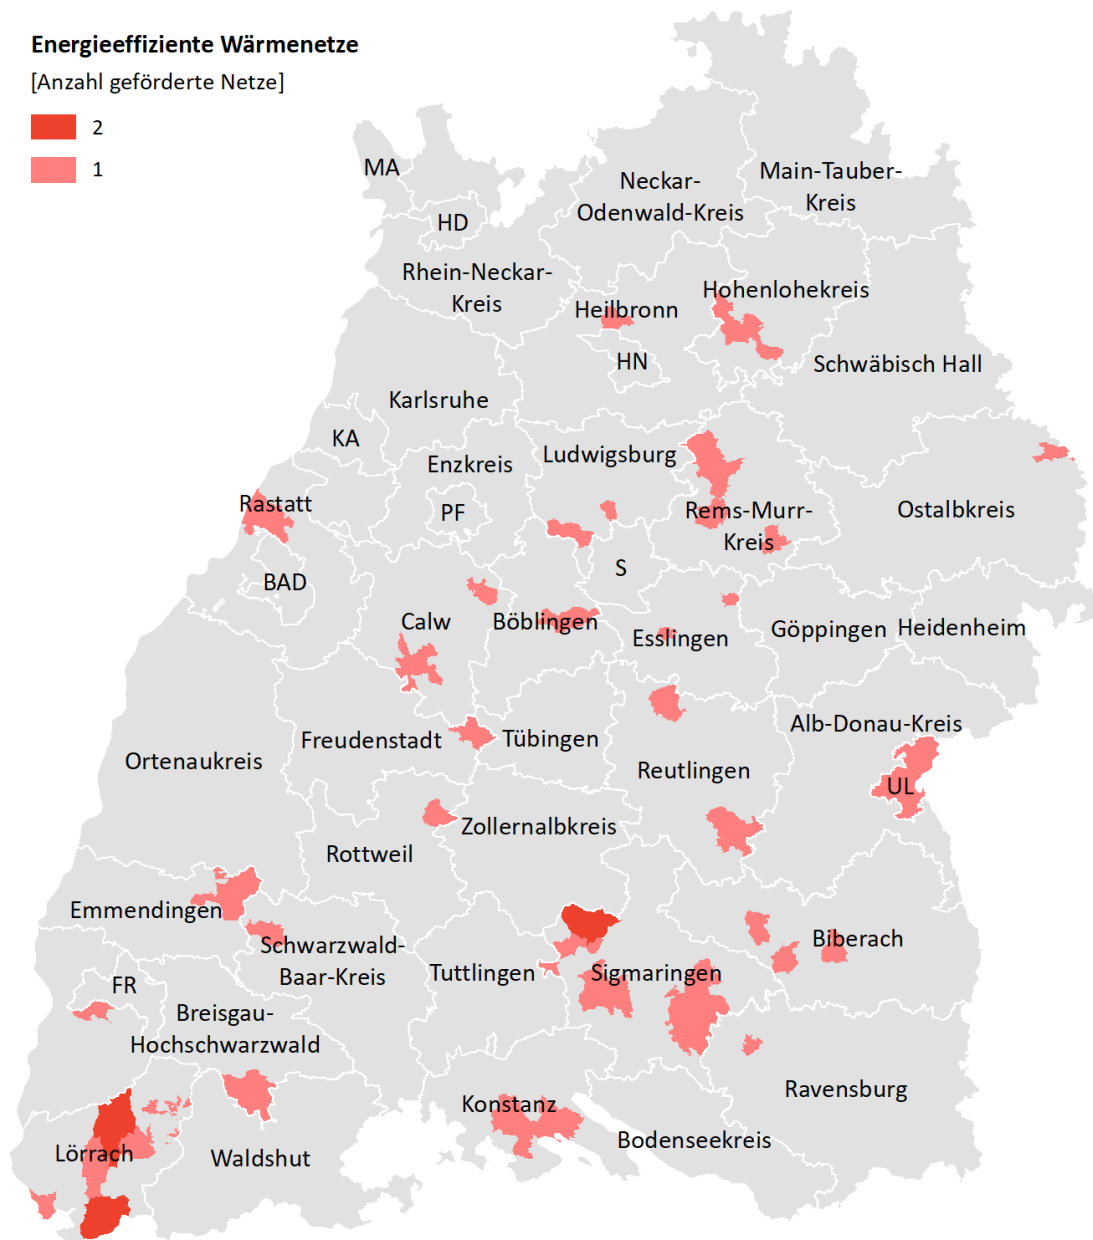 Energieeffiziente Wärmenetze
[Anzahl geförderte Netze]
2
1
MA
Neckar-
Odenwald-Kreis
Main-Tauber-
Kreis
HD
Rhein-Neckar-
Kreis
Heilbronn
Hohenlohekreis
HN
Schwäbisch Hall
Karlsruhe
KA
Enzkreis
Ludwigsburg
Rastatt
PF
Rems-Murr-
Kreis
Ostalbkreis
BAD
S
Calw
Böblingen
Esslingen
Göppingen
Heidenheim
Freudenstadt
Tübingen
Alb-Donau-Kreis
Ortenaukreis
Reutlingen
UL
Zollernalbkreis
Rottweil
Emmendingen
Schwarzwald-
Baar-Kreis
Tuttlingen
Sigmaringen
Biberach
FR
Breisgau-
Hochschwarzwald
Ravensburg
Konstanz
Bodenseekreis
Lörrach
Waldshut